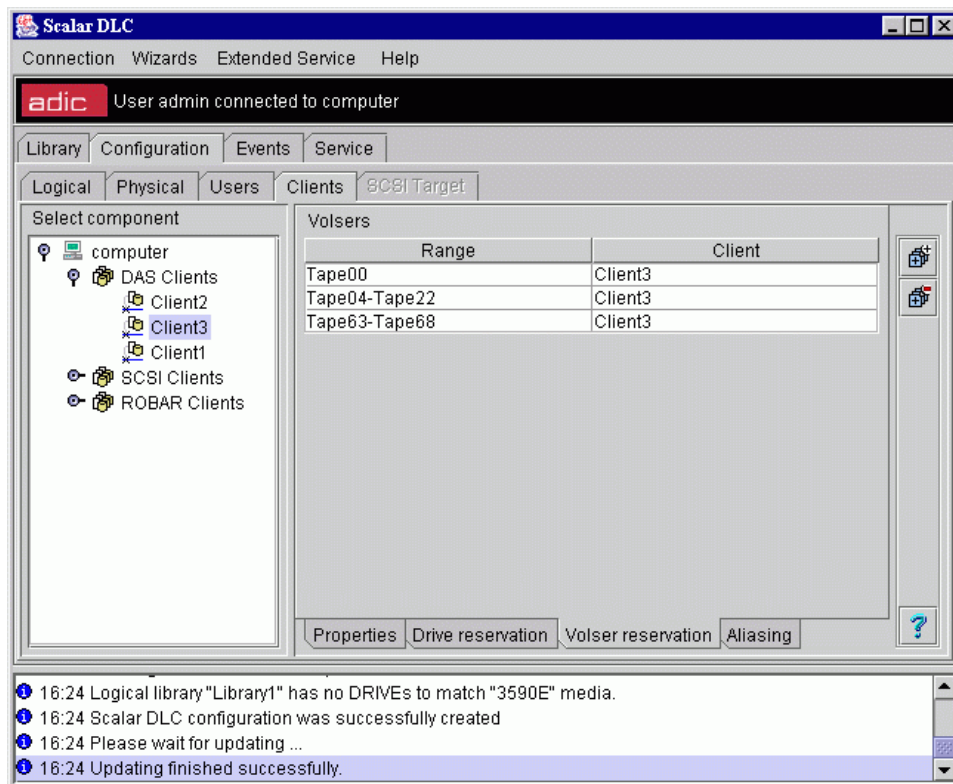 Scalar DLC
Connection Wizards Extended Service Help
adic User admin connected to computer
Library Configuration Events Service
Logical Physical Users Clients SCSI Target
Select component
computer
DAS Clients
Client2
Client3
Client1
SCSI Clients
ROBAR Clients
Volsers
Range Client
Tape00 Client3
Tape04-Tape22 Client3
Tape63-Tape68 Client3
Properties Drive reservation Volser reservation Aliasing
16:24 Logical library "Library1" has no DRIVEs to match "3590E" media.
16:24 Scalar DLC configuration was successfully created
16:24 Please wait for updating ...
16:24 Updating finished successfully.